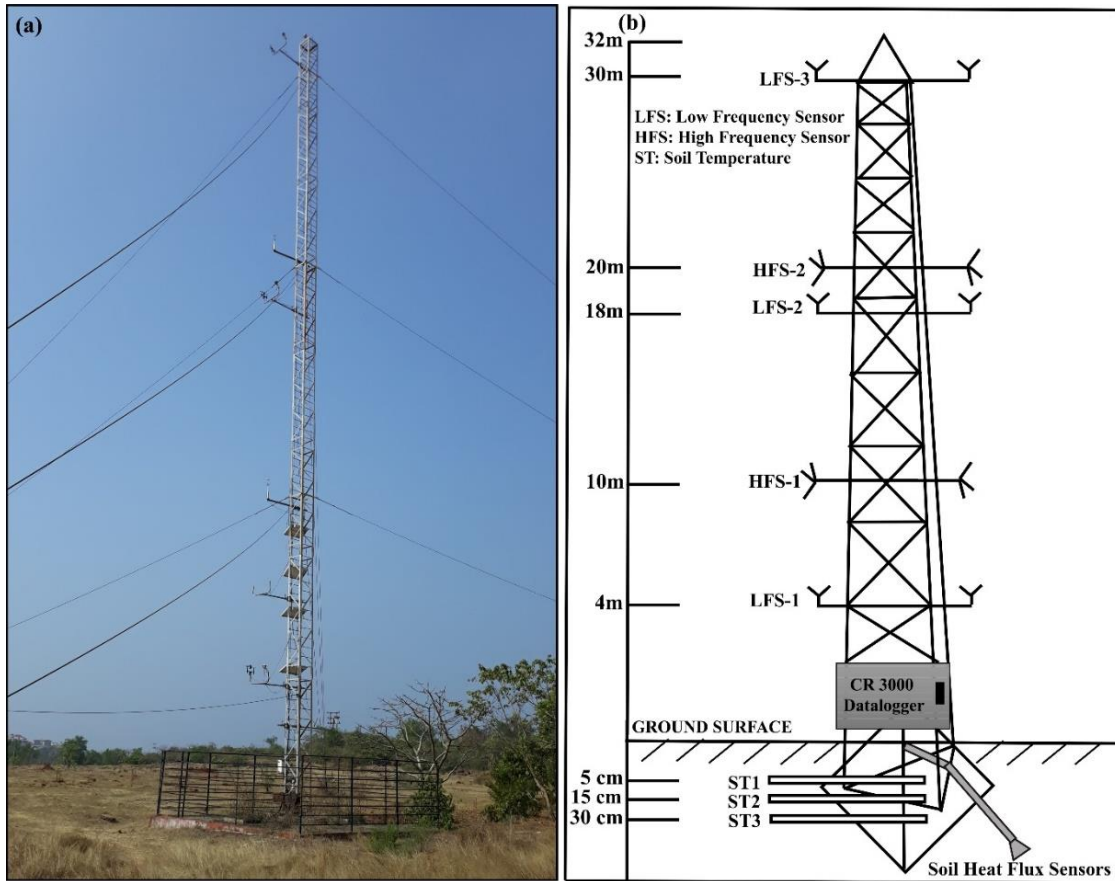 (a)
(b)
32m
30m
LFS-3
LFS: Low Frequency Sensor
HFS: High Frequency Sensor
ST: Soil Temperature
20m
HFS-2
LFS-2
18m
HFS-1
10m
LFS-1
4m
CR 3000
Datalogger
GROUND SURFACE
5 cm
ST1
15 cm
ST2
30 cm
ST3
Soil Heat Flux Sensors